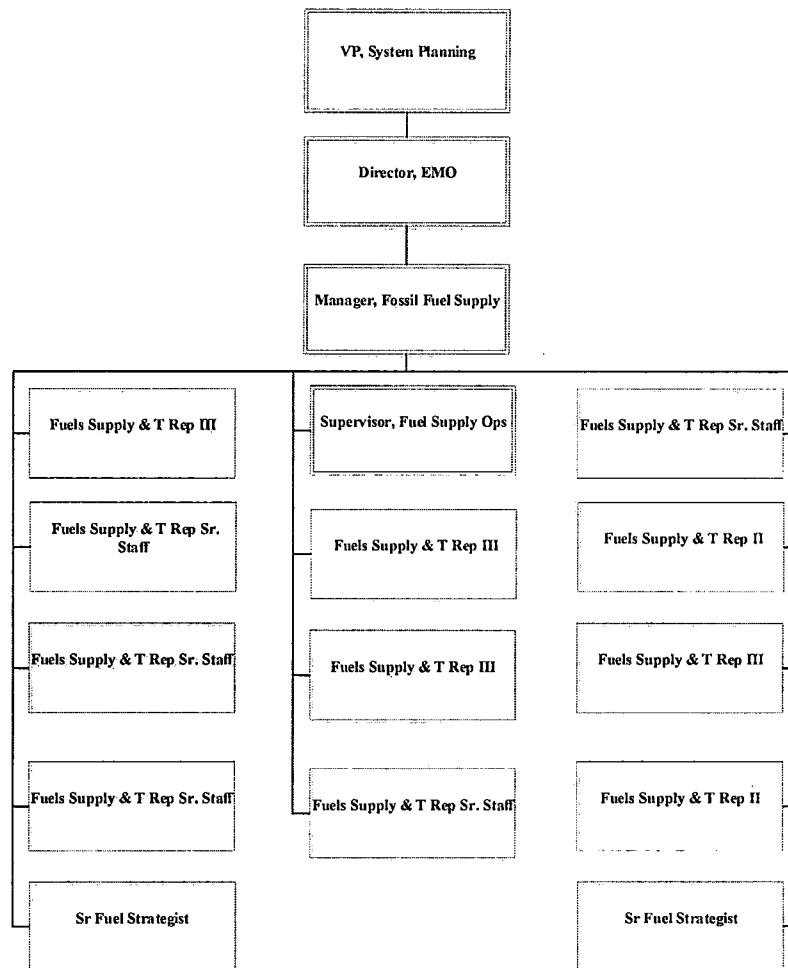 VP, System Planning
Director, EMO
Manager, Fossil Fuel Supply
Fuels Supply & T Rep III
Supervisor, Fuel Supply Ops
Fuels Supply & T Rep Sr. Staff
Fuels Supply & T Rep Sr.
Staff
Fuels Supply & T Rep III
Fuels Supply & T Rep II
Fuels Supply & T Rep Sr. Staff
Fuels Supply & T Rep III
Fuels Supply & T Rep III
Fuels Supply & T Rep Sr. Staff
Fuels Supply & T Rep Sr. Staff
Fuels Supply & T Rep II
Sr Fuel Strategist
Sr Fuel Strategist